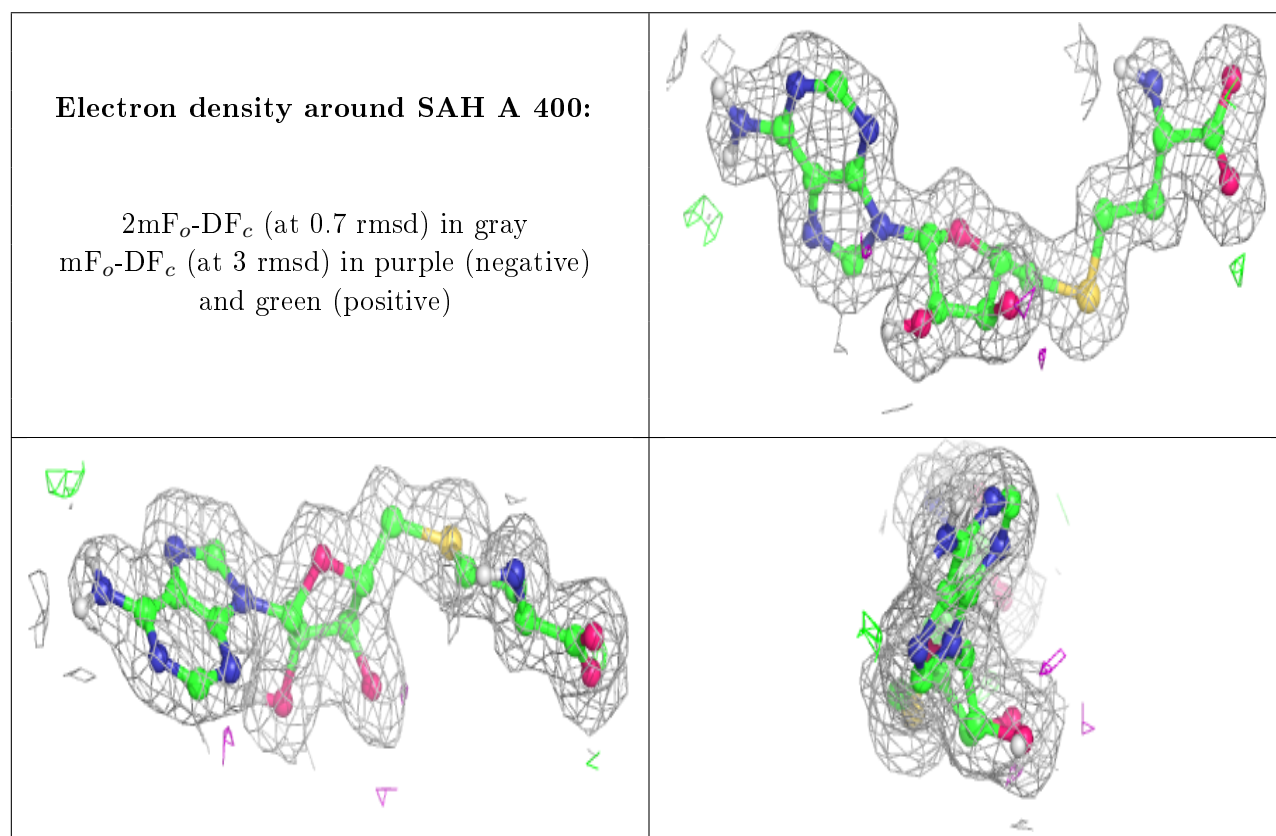 Electron density around SAH A 400:
2mFₒ-DF𝒸 (at 0.7 rmsd) in gray
mFₒ-DF𝒸 (at 3 rmsd) in purple (negative)
and green (positive)